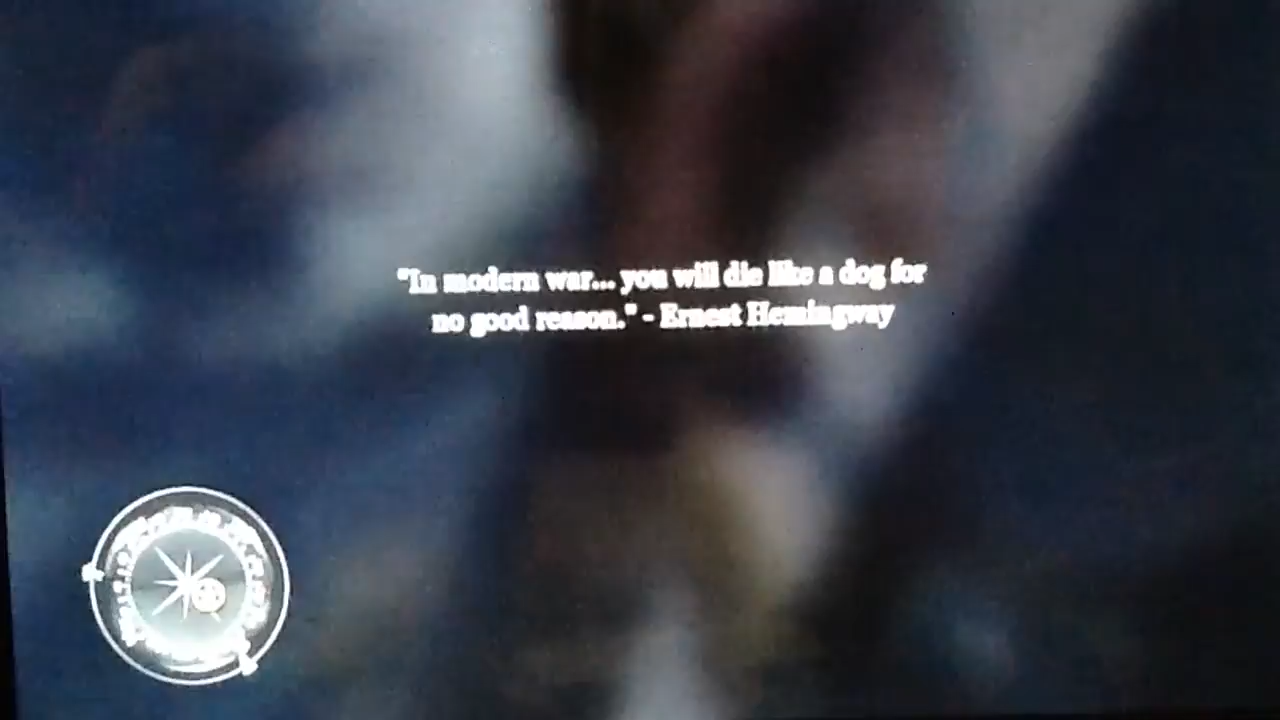 "In modern war... you will die like a dog for
no good reason." - Ernest Hemingway